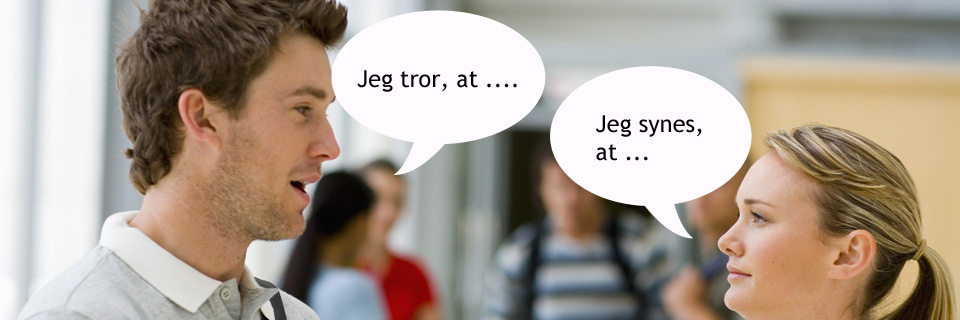 Jeg tror, at ....
Jeg synes,
at ...